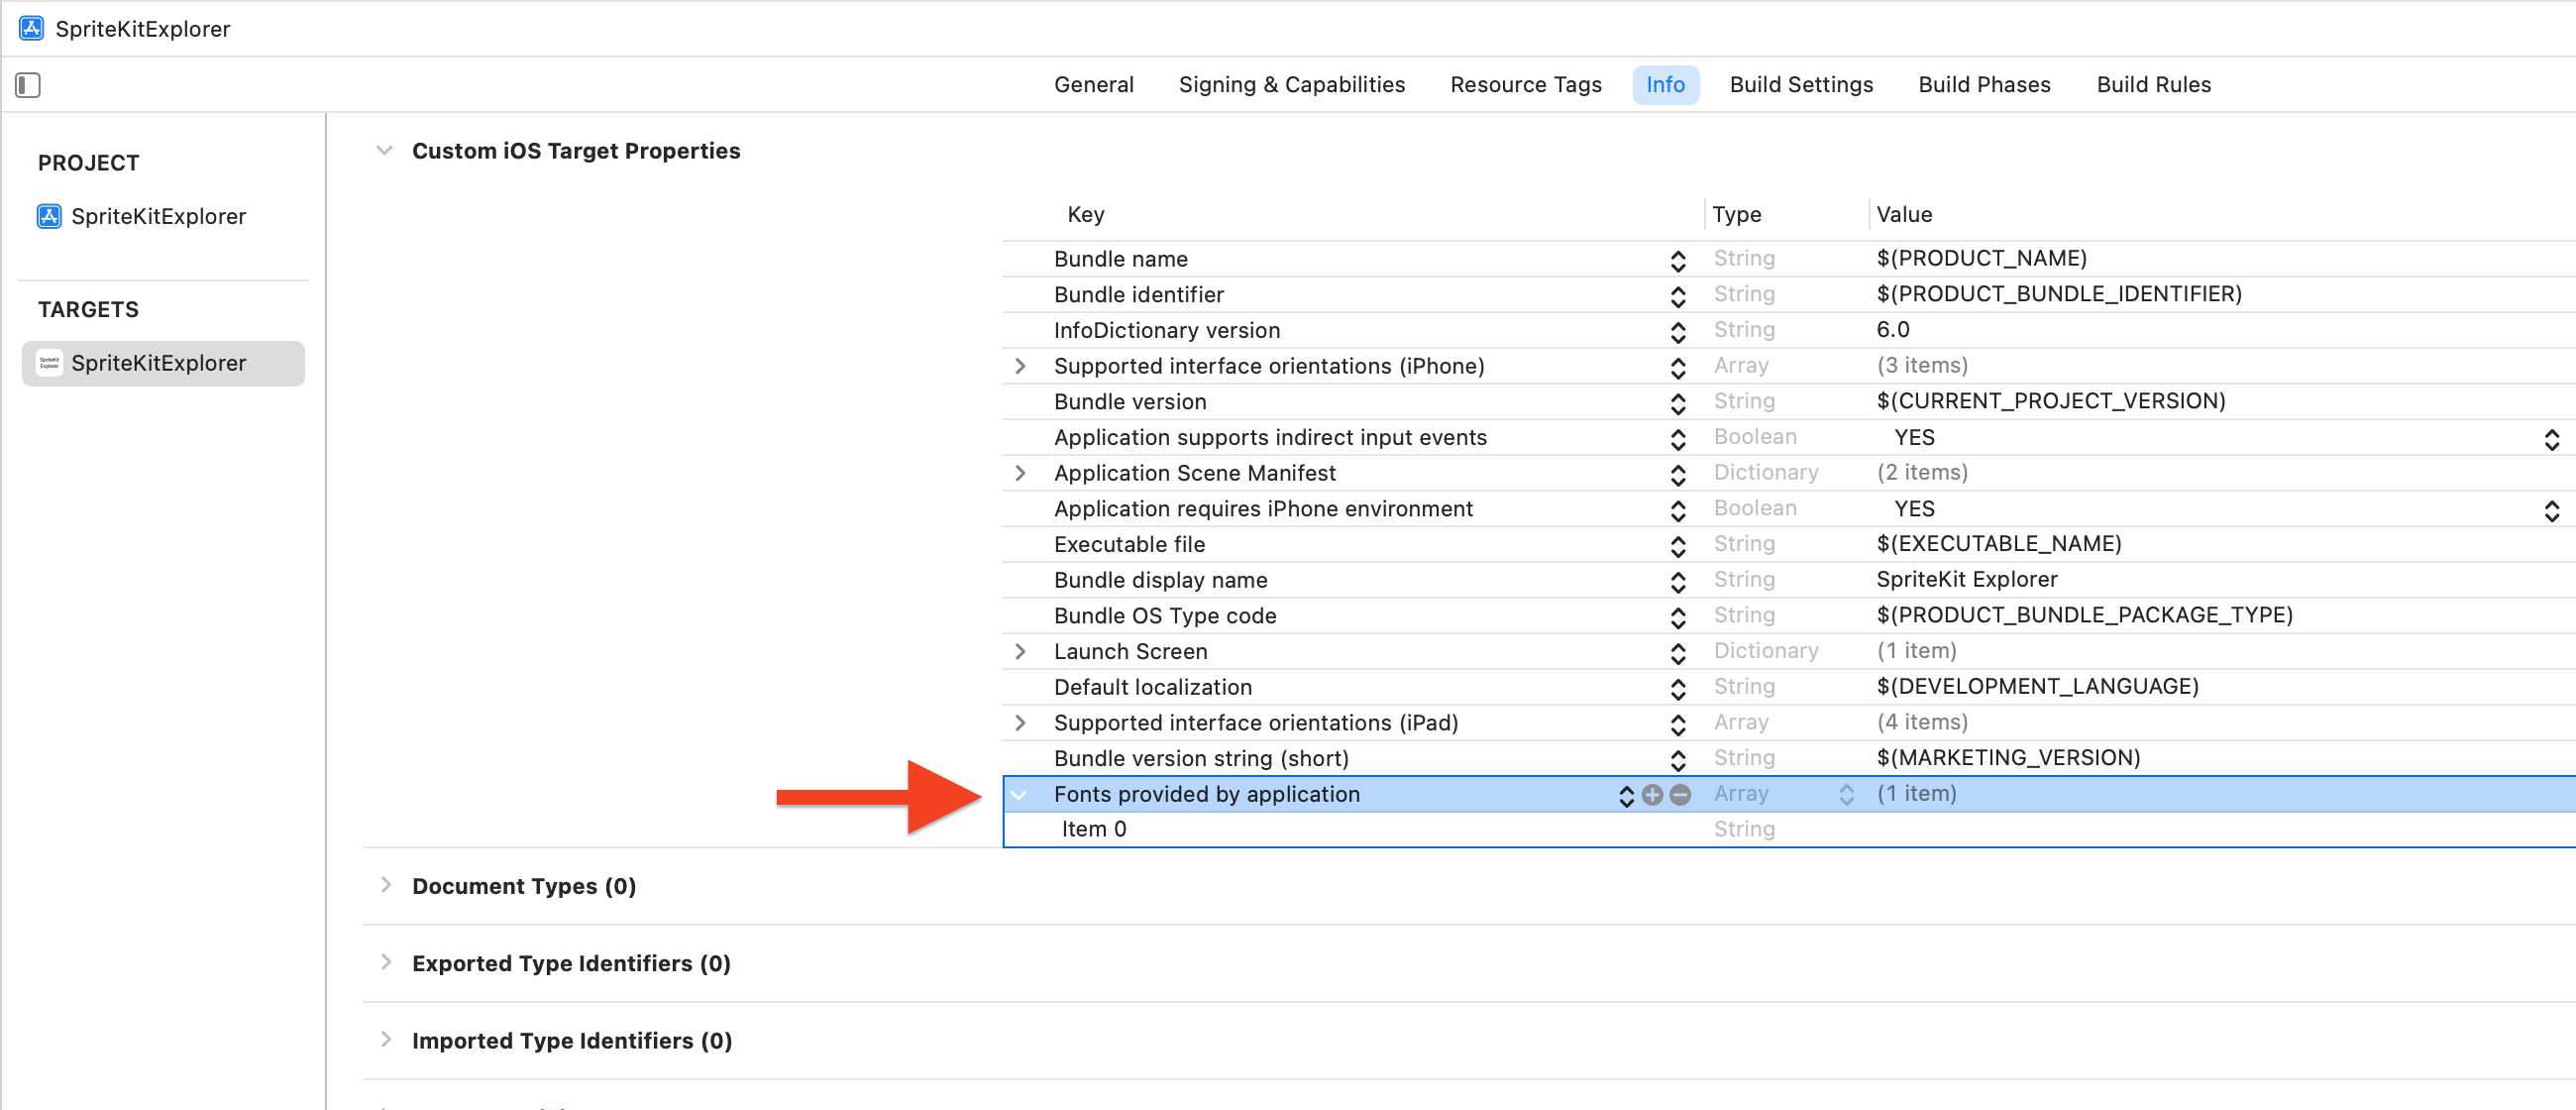 SpriteKitExplorer
General Signing & Capabilities Resource Tags Info Build Settings Build Phases Build Rules
PROJECT
SpriteKitExplorer
TARGETS
SpriteKit Explorer
SpriteKitExplorer
Custom iOS Target Properties
Key Type Value
Bundle name String $(PRODUCT_NAME)
Bundle identifier String $(PRODUCT_BUNDLE_IDENTIFIER)
InfoDictionary version String 6.0
Supported interface orientations (iPhone) Array (3 items)
Bundle version String $(CURRENT_PROJECT_VERSION)
Application supports indirect input events Boolean YES
Application Scene Manifest Dictionary (2 items)
Application requires iPhone environment Boolean YES
Executable file String $(EXECUTABLE_NAME)
Bundle display name String SpriteKit Explorer
Bundle OS Type code String $(PRODUCT_BUNDLE_PACKAGE_TYPE)
Launch Screen Dictionary (1 item)
Default localization String $(DEVELOPMENT_LANGUAGE)
Supported interface orientations (iPad) Array (4 items)
Bundle version string (short) String $(MARKETING_VERSION)
Fonts provided by application Array (1 item)
Item 0 String
Document Types (0)
Exported Type Identifiers (0)
Imported Type Identifiers (0)